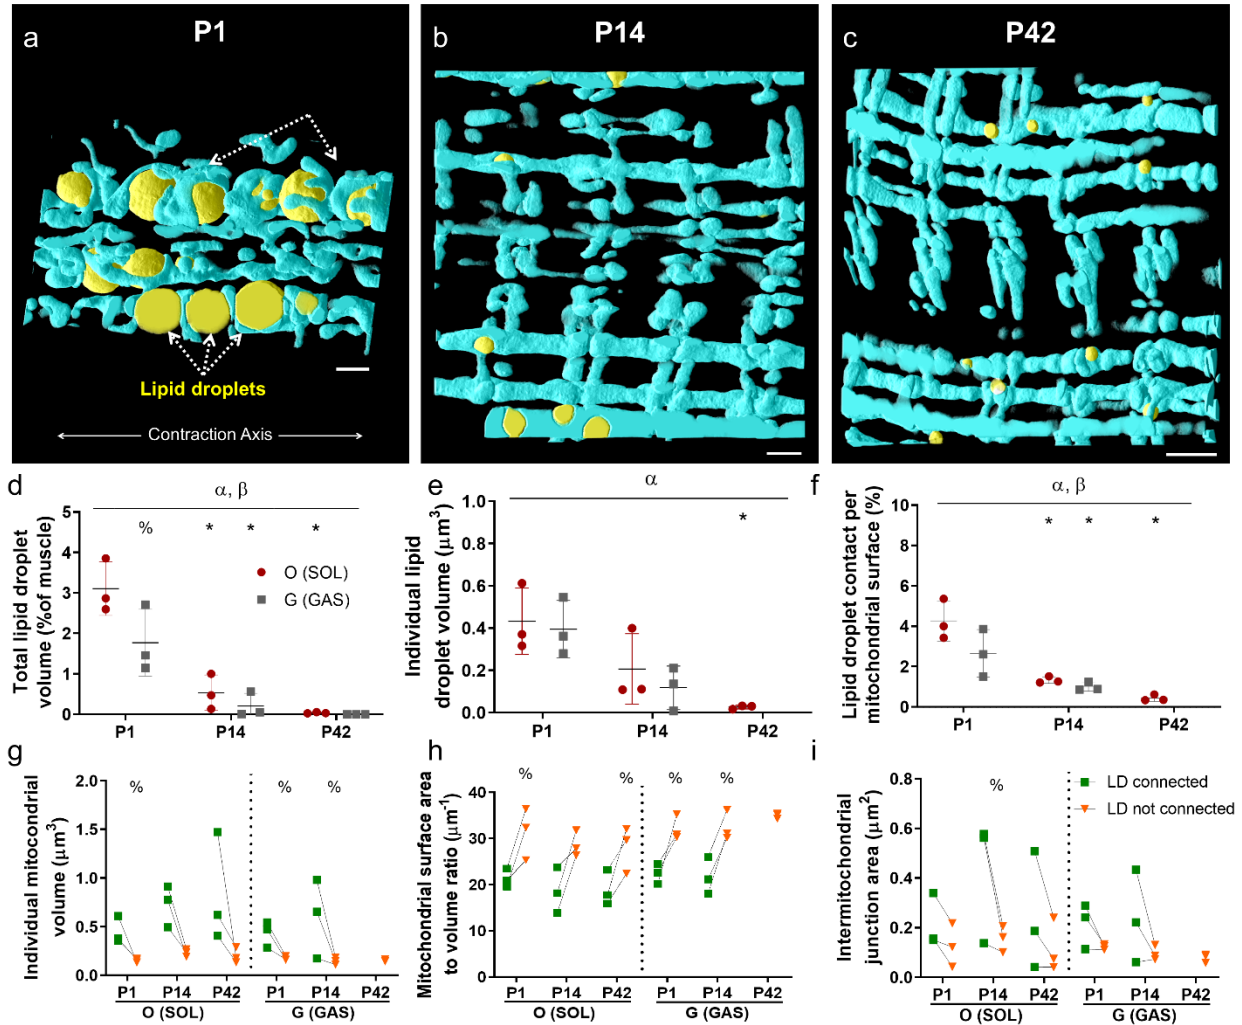 a
P1
Lipid droplets
Contraction Axis
b
P14
c
P42
d
α, β
Total lipid droplet
volume (%of muscle)
5
4
3
2
1
0
%
*
*
*
O (SOL)
G (GAS)
P1
P14
P42
e
α
Individual lipid
droplet volume (μm³)
1.0
0.8
0.6
0.4
0.2
0.0
*
P1
P14
P42
f
α, β
Lipid droplet contact per
mitochondrial surface (%)
10
8
6
4
2
0
*
*
*
P1
P14
P42
g
Individual mitocondrial
volume (μm³)
2.0
1.5
1.0
0.5
0.0
%
%
%
P1
P14
P42
P1
P14
P42
O (SOL)
G (GAS)
h
Mitochondrial surface area
to volume ratio (μm⁻¹)
40
30
20
10
0
%
%
%
%
P1
P14
P42
P1
P14
P42
O (SOL)
G (GAS)
i
Intermitochondrial
junction area (μm²)
0.8
0.6
0.4
0.2
0.0
%
LD connected
LD not connected
P1
P14
P42
P1
P14
P42
O (SOL)
G (GAS)